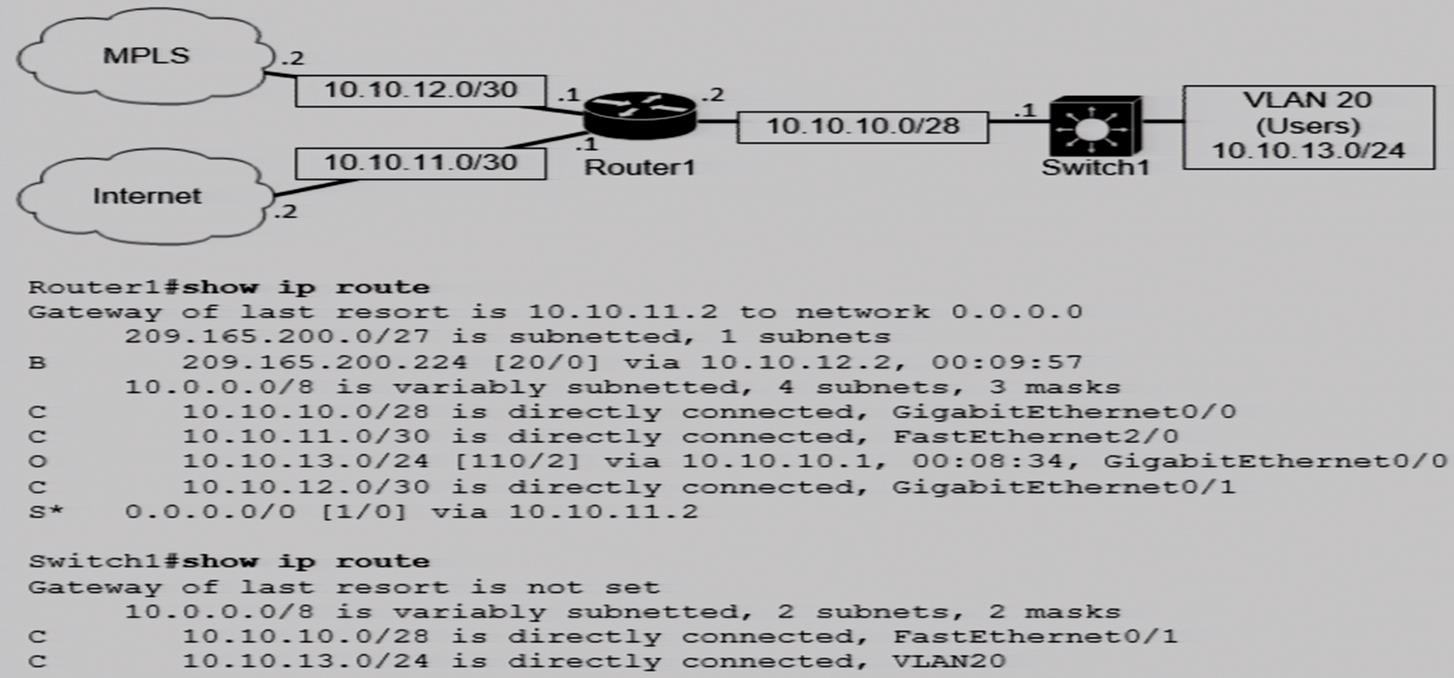 MPLS
.2
10.10.12.0/30
.1
.2
VLAN 20
(Users)
10.10.13.0/24
10.10.10.0/28
.1
.1
10.10.11.0/30
Router1
Switch1
Internet
.2
Router1#show ip route
Gateway of last resort is 10.10.11.2 to network 0.0.0.0
209.165.200.0/27 is subnetted, 1 subnets
B 209.165.200.224 [20/0] via 10.10.12.2, 00:09:57
10.0.0.0/8 is variably subnetted, 4 subnets, 3 masks
C 10.10.10.0/28 is directly connected, GigabitEthernet0/0
C 10.10.11.0/30 is directly connected, FastEthernet2/0
O 10.10.13.0/24 [110/2] via 10.10.10.1, 00:08:34, GigabitEthernet0/0
C 10.10.12.0/30 is directly connected, GigabitEthernet0/1
S* 0.0.0.0/0 [1/0] via 10.10.11.2
Switch1#show ip route
Gateway of last resort is not set
10.0.0.0/8 is variably subnetted, 2 subnets, 2 masks
C 10.10.10.0/28 is directly connected, FastEthernet0/1
C 10.10.13.0/24 is directly connected, VLAN20